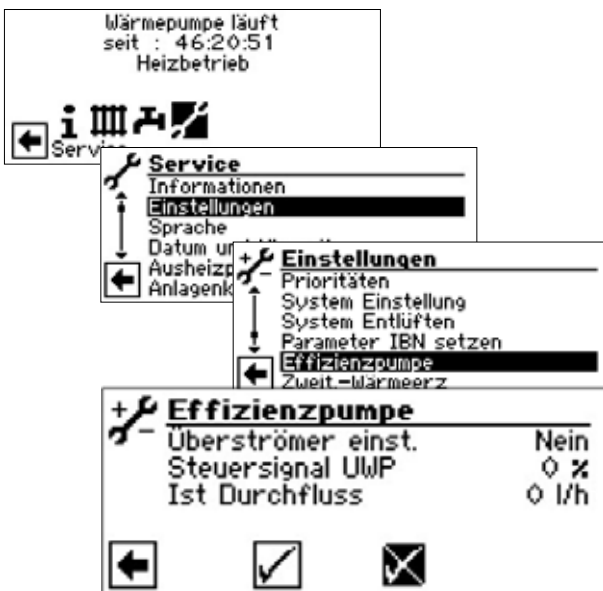 Wärmepumpe läuft
seit : 46:20:51
Heizbetrieb
Service
Service
Informationen
Einstellungen
Sprache
Datum u
Ausheizp
Anlagenk
Einstellungen
Prioritäten
System Einstellung
System Entlüften
Parameter IBN setzen
Effizienzpumpe
Zweit.-Wärmeerz
Effizienzpumpe
Überströmer einst. Nein
Steuersignal UWP 0 %
Ist Durchfluss 0 l/h